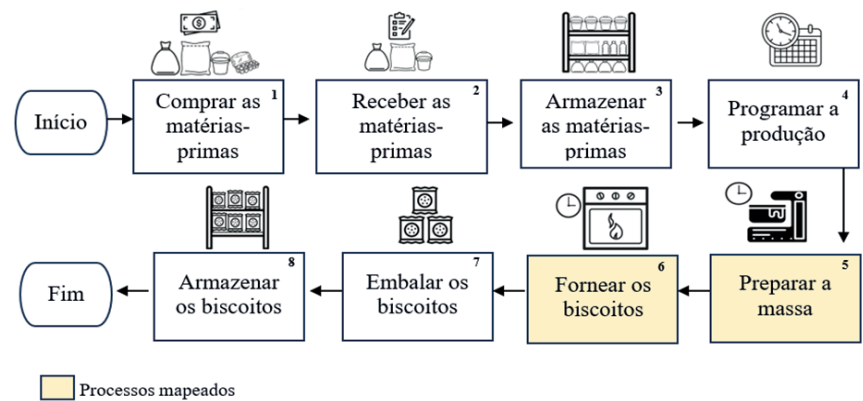 Início
1
Comprar as
matérias-
primas
2
Receber as
matérias-
primas
3
Armazenar
as matérias-
primas
4
Programar a
produção
5
Preparar a
massa
6
Fornear os
biscoitos
7
Embalar os
biscoitos
8
Armazenar
os biscoitos
Fim
Processos mapeados